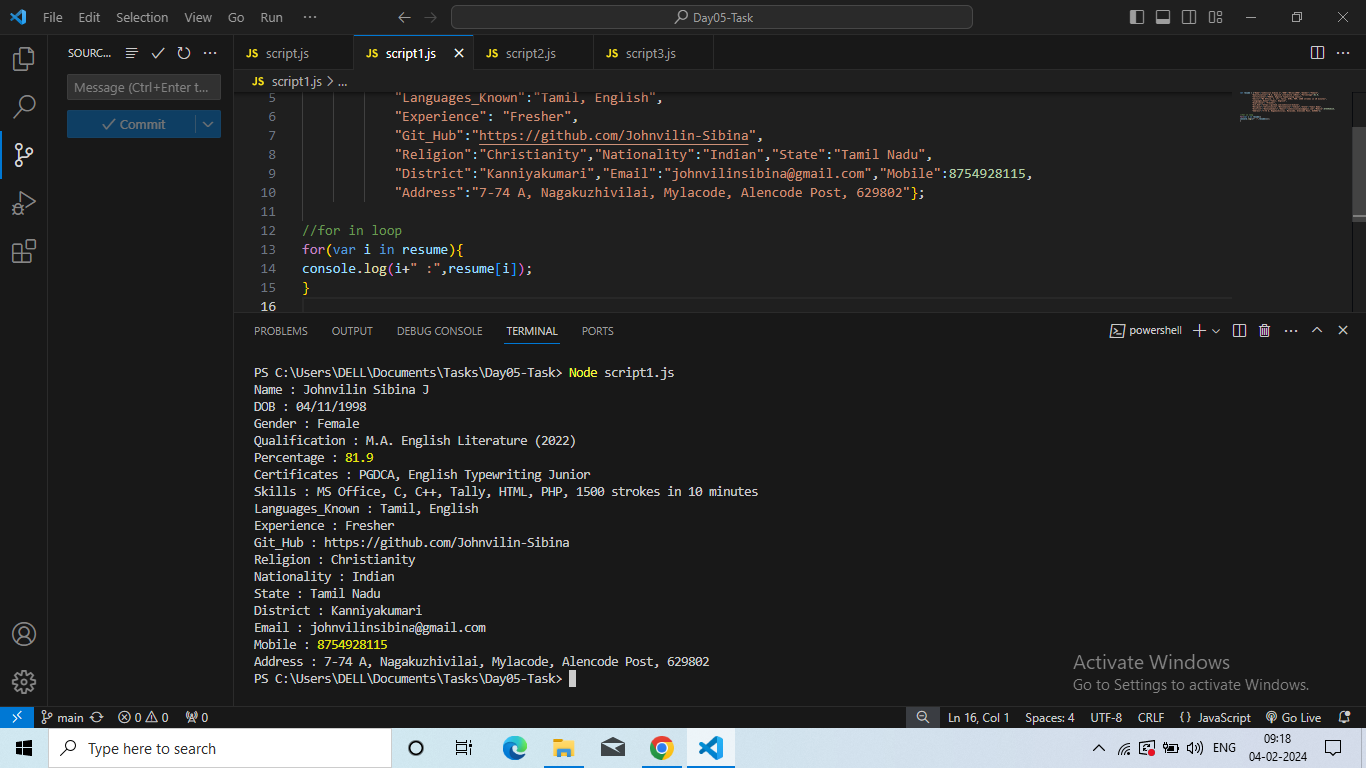 File Edit Selection View Go Run ··· Day05-Task
SOURC...
Message (Ctrl+Enter t...
Commit
JS script.js JS script1.js JS script2.js JS script3.js
JS script1.js > ...
5 "Languages_Known":"Tamil, English",
6 "Experience": "Fresher",
7 "Git_Hub":"https://github.com/Johnvilin-Sibina",
8 "Religion":"Christianity","Nationality":"Indian","State":"Tamil Nadu",
9 "District":"Kanniyakumari","Email":"johnvilinsibina@gmail.com","Mobile":8754928115,
10 "Address":"7-74 A, Nagakuzhivilai, Mylacode, Alencode Post, 629802"};
11
12 //for in loop
13 for(var i in resume){
14 console.log(i+" :",resume[i]);
15 }
16
PROBLEMS OUTPUT DEBUG CONSOLE TERMINAL PORTS powershell
PS C:\Users\DELL\Documents\Tasks\Day05-Task> Node script1.js
Name : Johnvilin Sibina J
DOB : 04/11/1998
Gender : Female
Qualification : M.A. English Literature (2022)
Percentage : 81.9
Certificates : PGDCA, English Typewriting Junior
Skills : MS Office, C, C++, Tally, HTML, PHP, 1500 strokes in 10 minutes
Languages_Known : Tamil, English
Experience : Fresher
Git_Hub : https://github.com/Johnvilin-Sibina
Religion : Christianity
Nationality : Indian
State : Tamil Nadu
District : Kanniyakumari
Email : johnvilinsibina@gmail.com
Mobile : 8754928115
Address : 7-74 A, Nagakuzhivilai, Mylacode, Alencode Post, 629802
PS C:\Users\DELL\Documents\Tasks\Day05-Task>
Activate Windows
Go to Settings to activate Windows.
main 0 0 0 Ln 16, Col 1 Spaces: 4 UTF-8 CRLF {} JavaScript Go Live
Type here to search ENG 09:18
04-02-2024